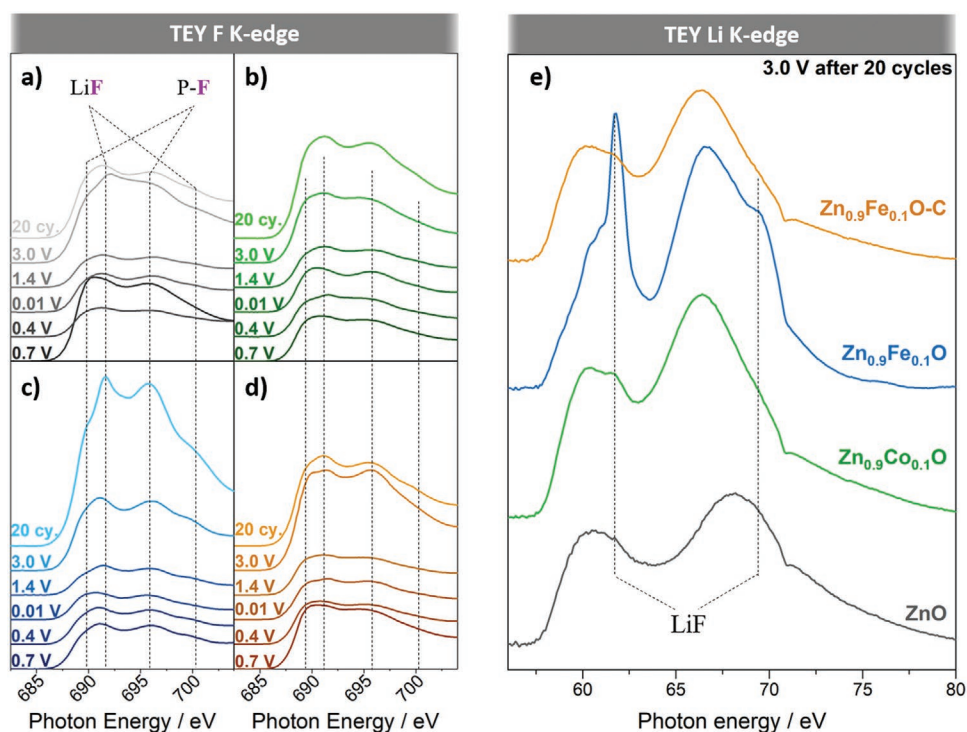 TEY F K-edge
a)
LiF
P-F
20 cy.
3.0 V
1.4 V
0.01 V
0.4 V
0.7 V
b)
20 cy.
3.0 V
1.4 V
0.01 V
0.4 V
0.7 V
c)
20 cy.
3.0 V
1.4 V
0.01 V
0.4 V
0.7 V
d)
20 cy.
3.0 V
1.4 V
0.01 V
0.4 V
0.7 V
685 690 695 700
685 690 695 700
Photon Energy / eV
Photon Energy / eV
TEY Li K-edge
e)
3.0 V after 20 cycles
Zn0.9Fe0.1O-C
Zn0.9Fe0.1O
Zn0.9Co0.1O
LiF
ZnO
60 65 70 75 80
Photon energy / eV